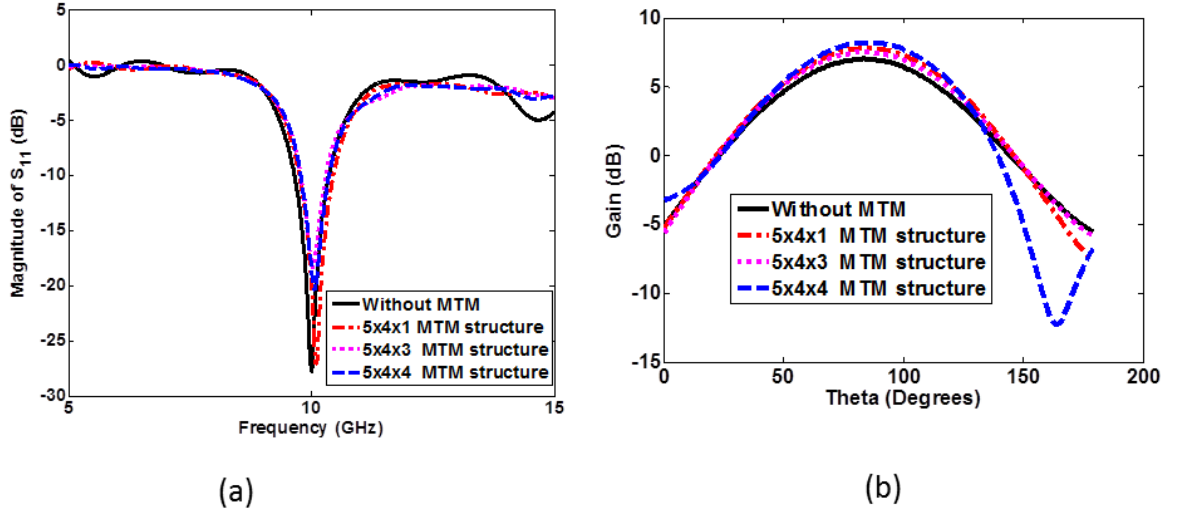 5
0
-5
-10
-15
-20
-25
-30
5
10
15
Magnitude of S11 (dB)
Frequency (GHz)
Without MTM
5x4x1 MTM structure
5x4x3 MTM structure
5x4x4 MTM structure
(a)
10
5
0
-5
-10
-15
0
50
100
150
200
Gain (dB)
Theta (Degrees)
Without MTM
5x4x1 MTM structure
5x4x3 MTM structure
5x4x4 MTM structure
(b)